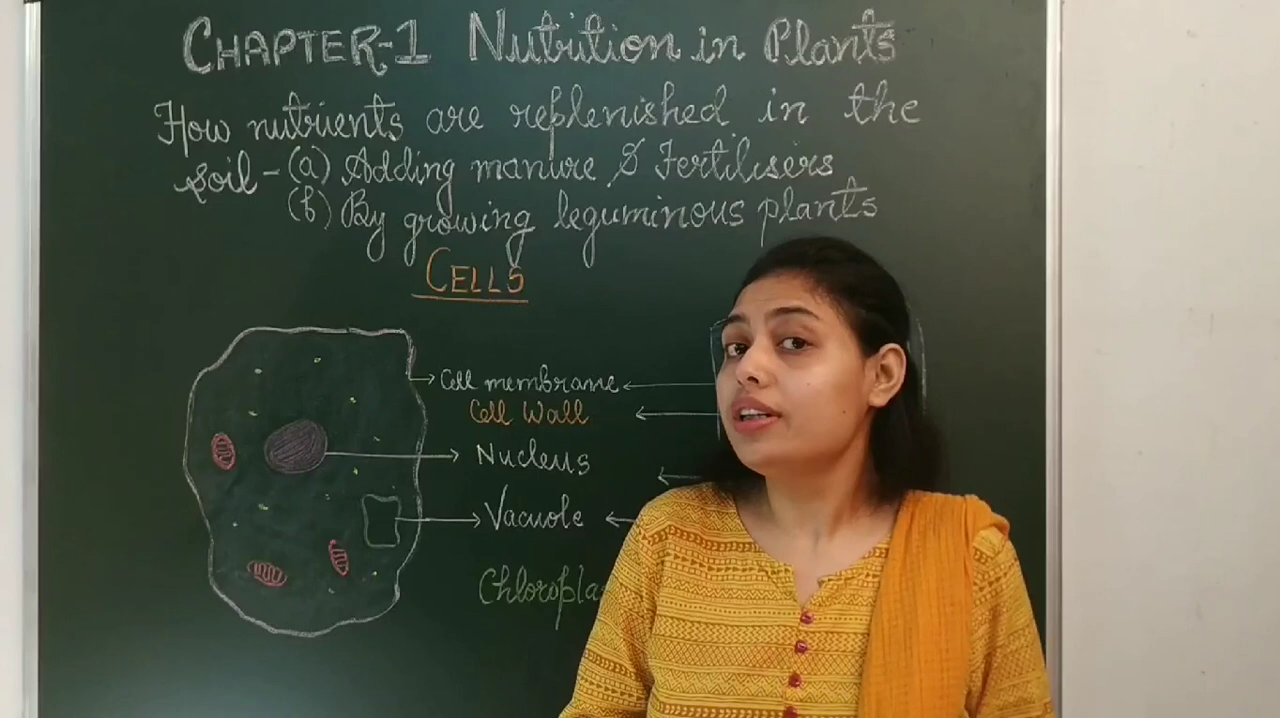 CHAPTER-1 Nutrition in Plants
How nutrients are replenished in the
soil - (a) Adding manure & Fertilisers
(b) By growing leguminous plants
CELLS
Cell membrane
Cell Wall
Nucleus
Vacuole
Chloropla